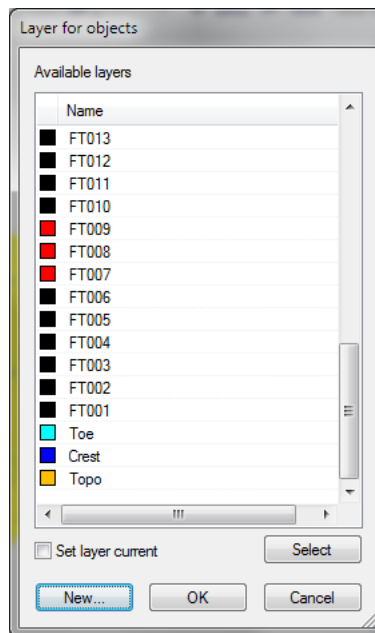 Layer for objects
Available layers
Name
FT013
FT012
FT011
FT010
FT009
FT008
FT007
FT006
FT005
FT004
FT003
FT002
FT001
Toe
Crest
Topo
Set layer current
Select
New...
OK
Cancel